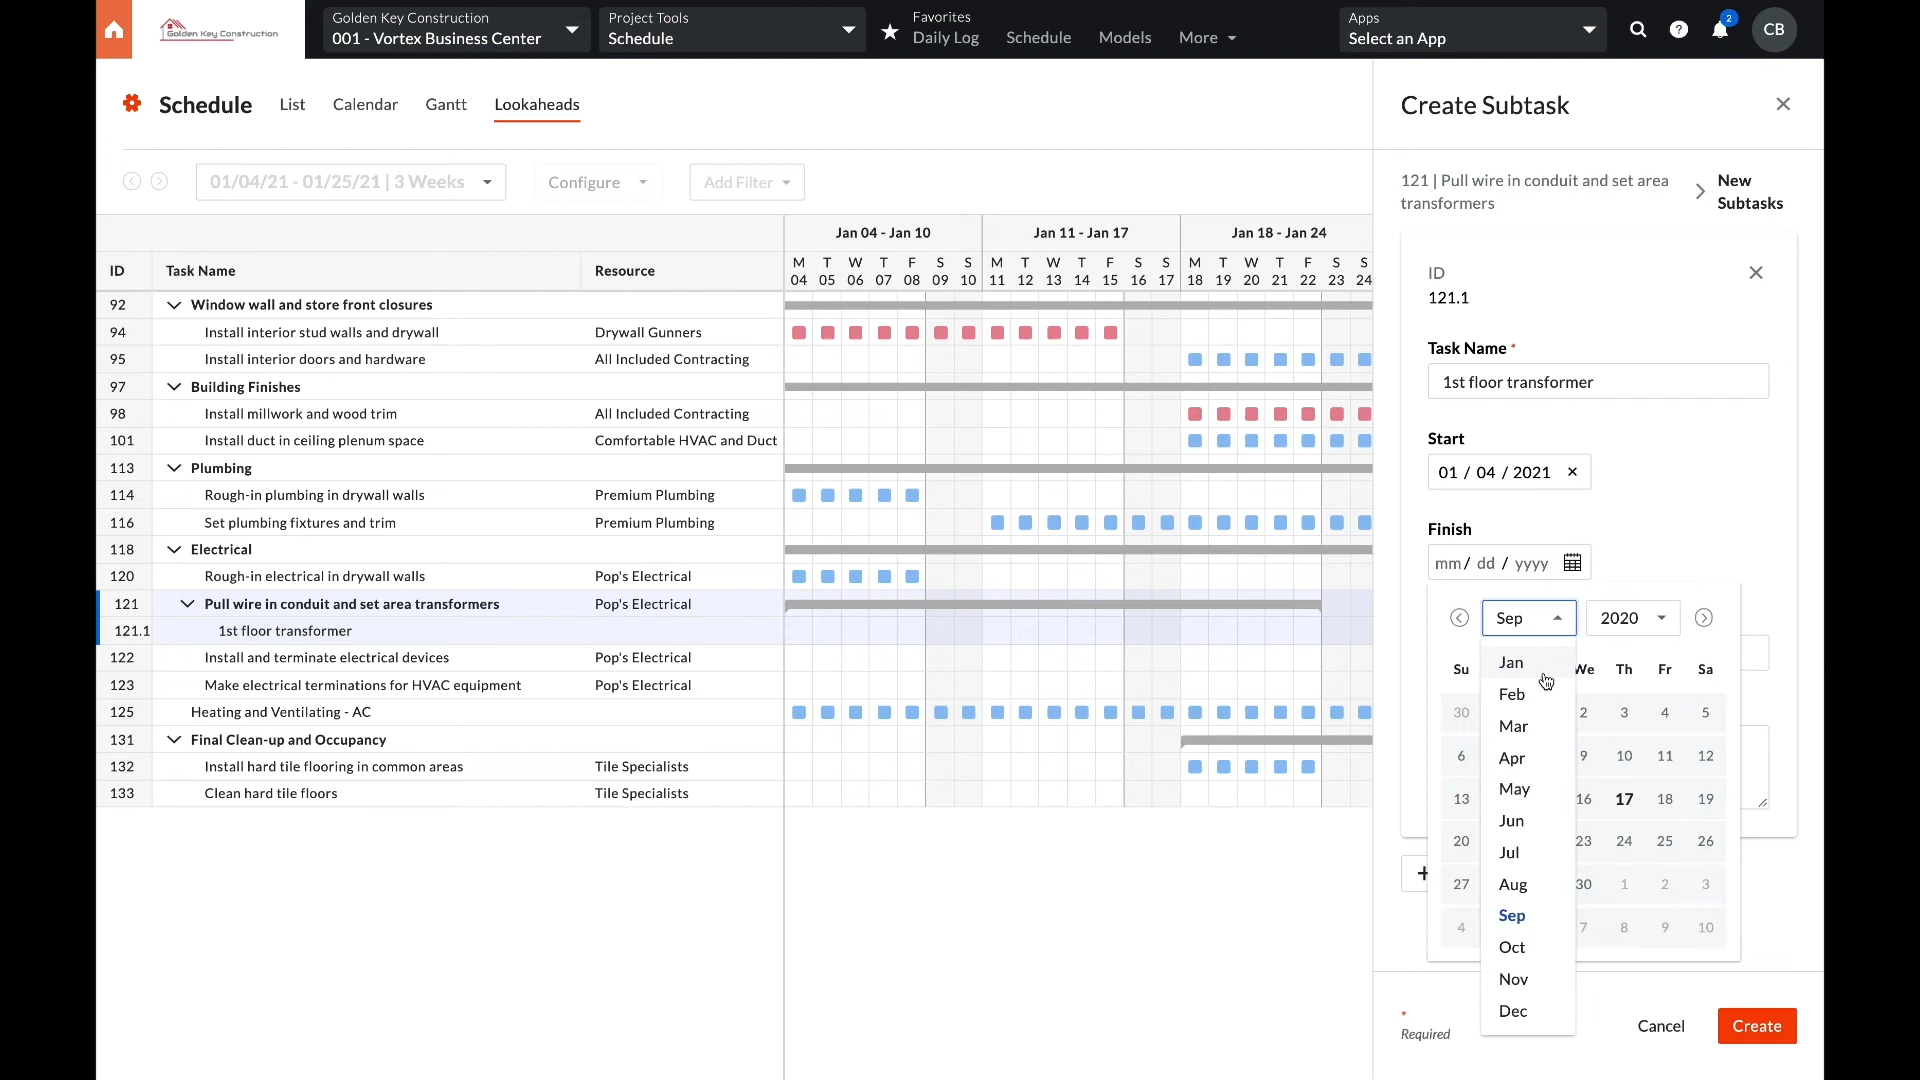 Golden Key Construction
Golden Key Construction
001 - Vortex Business Center
Project Tools
Schedule
Favorites
Daily Log
Schedule
Models
More
Apps
Select an App
2
CB
Schedule
List
Calendar
Gantt
Lookaheads
01/04/21 - 01/25/21 | 3 Weeks
Configure
Add Filter
Jan 04 - Jan 10 Jan 11 - Jan 17 Jan 18 - Jan 24
ID Task Name Resource
M T W T F S S M T W T F S S M T W T F S S
04 05 06 07 08 09 10 11 12 13 14 15 16 17 18 19 20 21 22 23 24
92 Window wall and store front closures
94 Install interior stud walls and drywall Drywall Gunners
95 Install interior doors and hardware All Included Contracting
97 Building Finishes
98 Install millwork and wood trim All Included Contracting
101 Install duct in ceiling plenum space Comfortable HVAC and Duct
113 Plumbing
114 Rough-in plumbing in drywall walls Premium Plumbing
116 Set plumbing fixtures and trim Premium Plumbing
118 Electrical
120 Rough-in electrical in drywall walls Pop's Electrical
121 Pull wire in conduit and set area transformers Pop's Electrical
121.1 1st floor transformer
122 Install and terminate electrical devices Pop's Electrical
123 Make electrical terminations for HVAC equipment Pop's Electrical
125 Heating and Ventilating - AC
131 Final Clean-up and Occupancy
132 Install hard tile flooring in common areas Tile Specialists
133 Clean hard tile floors Tile Specialists
Create Subtask
121 | Pull wire in conduit and set area
transformers
New
Subtasks
ID
121.1
Task Name *
1st floor transformer
Start
01 / 04 / 2021
Finish
mm / dd / yyyy
Sep 2020
Su We Th Fr Sa
30 2 3 4 5
6 9 10 11 12
13 16 17 18 19
20 23 24 25 26
27 30 1 2 3
4 7 8 9 10
Jan
Feb
Mar
Apr
May
Jun
Jul
Aug
Sep
Oct
Nov
Dec
+
*
Required
Cancel
Create